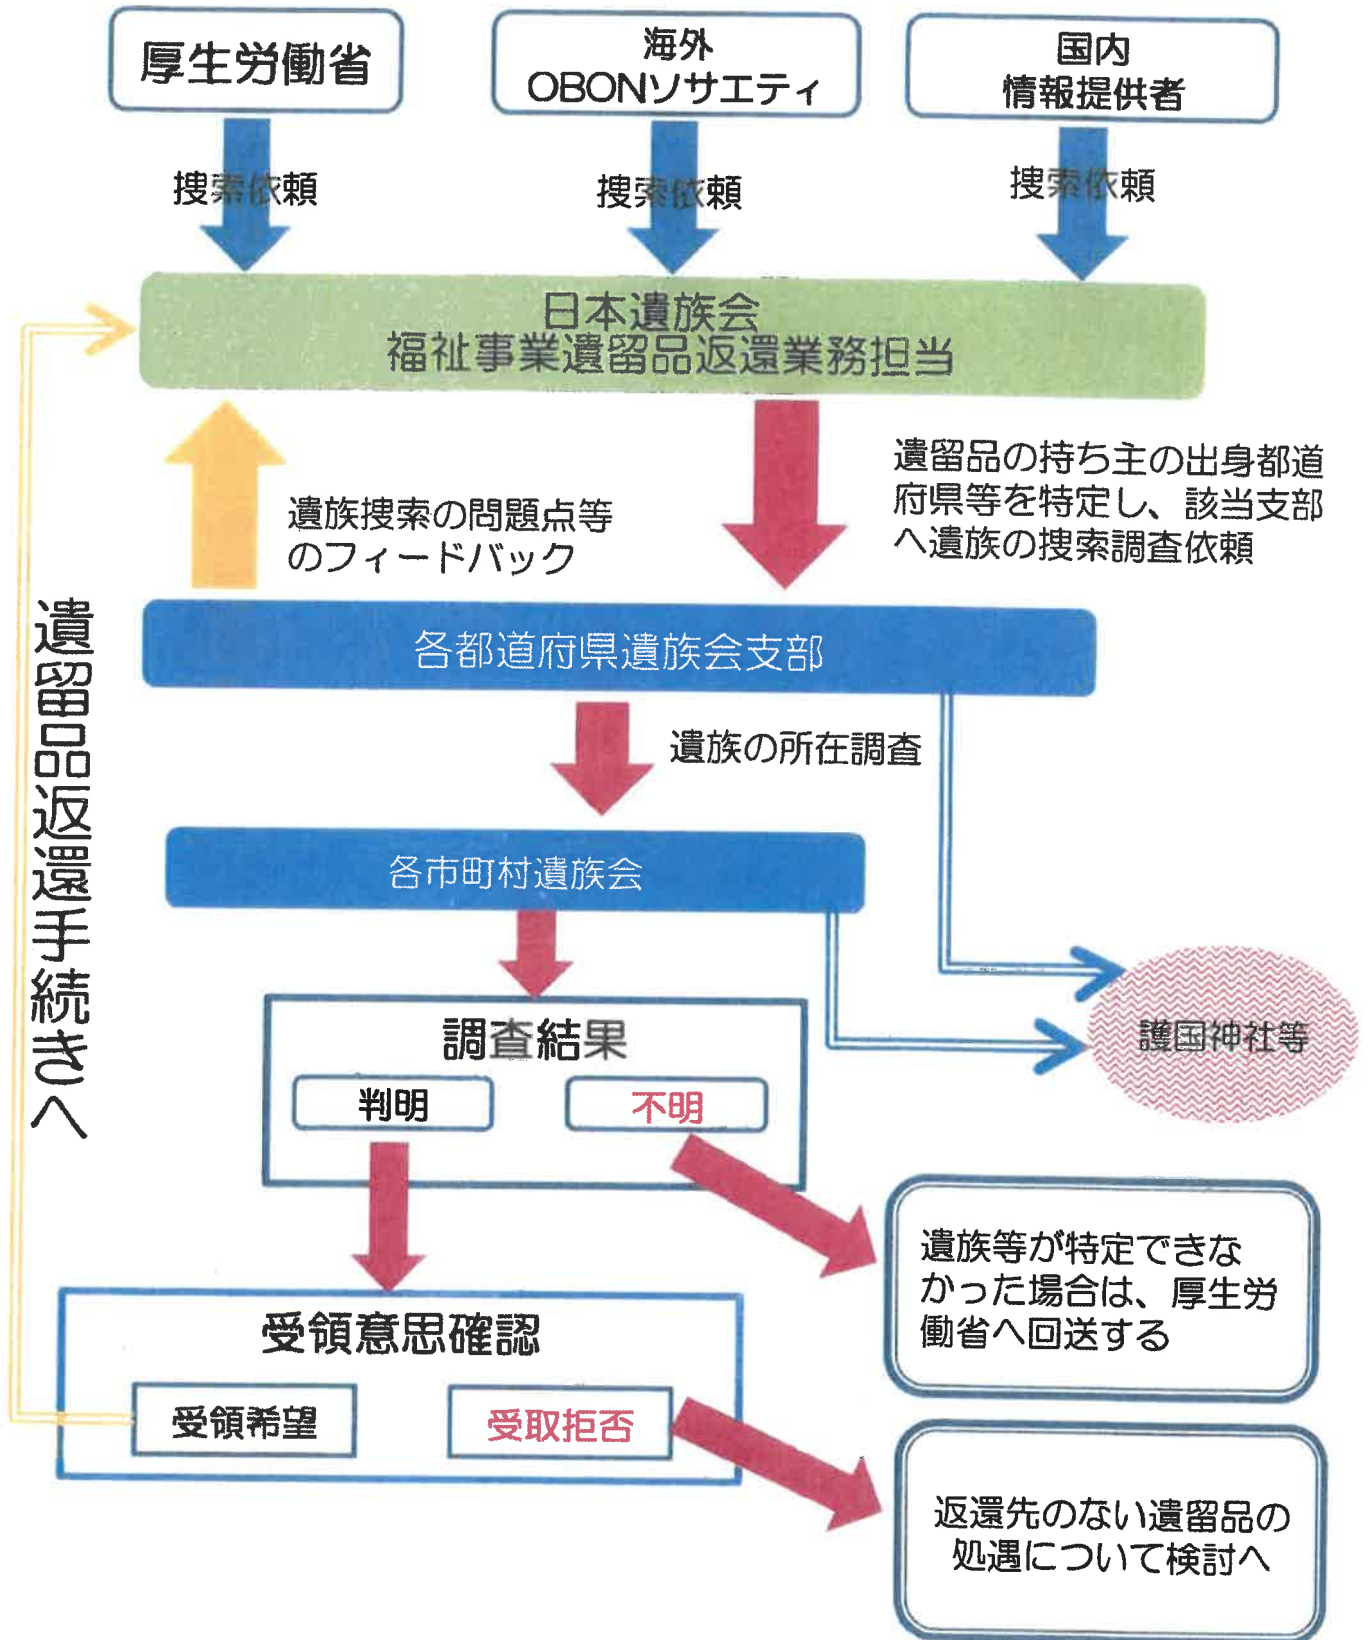 厚生労働省
海外
OBONソサエティ
国内
情報提供者
捜索依頼
捜索依頼
捜索依頼
日本遺族会
福祉事業遺留品返還業務担当
遺族捜索の問題点等
のフィードバック
遺留品の持ち主の出身都道
府県等を特定し、該当支部
へ遺族の捜索調査依頼
各都道府県遺族会支部
遺族の所在調査
各市町村遺族会
遺留品返還手続きへ
護国神社等
調査結果
判明
不明
遺族等が特定できな
かった場合は、厚生労
働省へ回送する
受領意思確認
受領希望
受取拒否
返還先のない遺留品の
処遇について検討へ